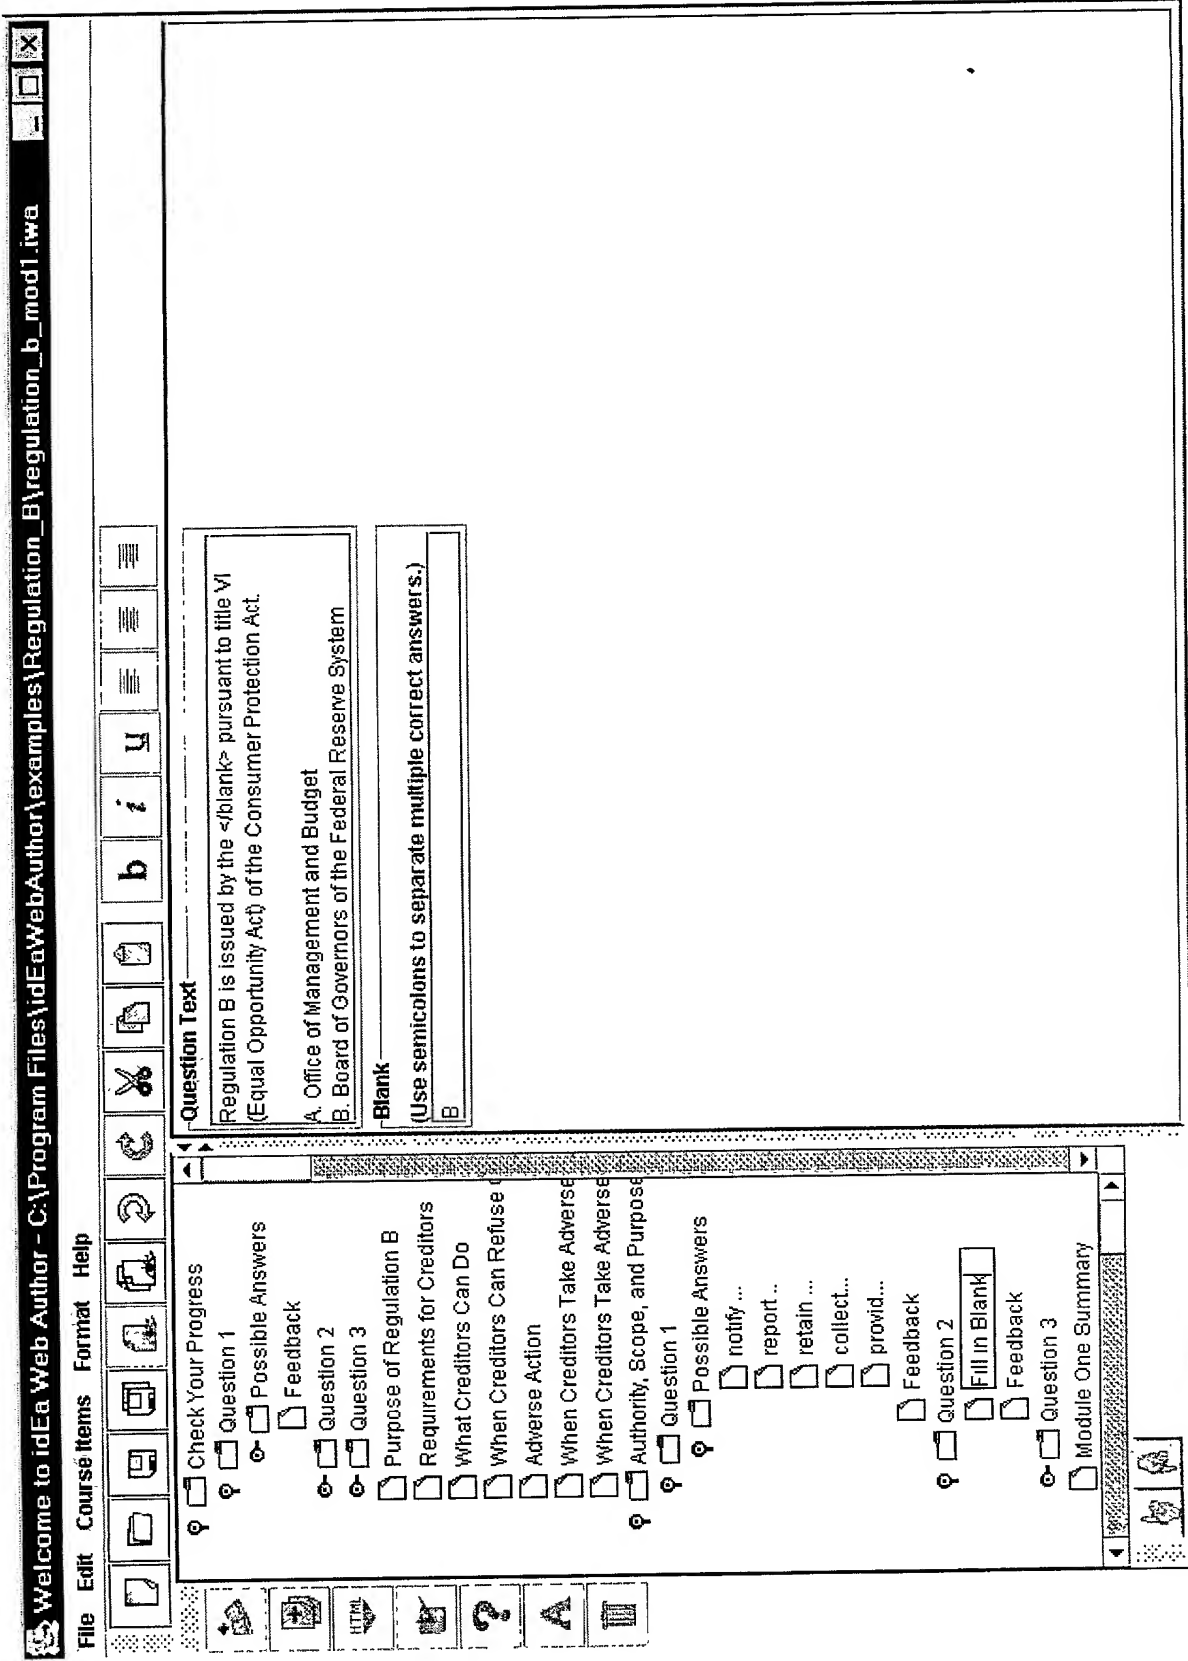 Welcome to idEa Web Author - C:\Program Files\idEaWebAuthor\examples\Regulation_B\regulation_b_mod1.iwa
File Edit Course Items Format Help
b i u
HTML
?
A
Check Your Progress
Question 1
Possible Answers
Feedback
Question 2
Question 3
Purpose of Regulation B
Requirements for Creditors
What Creditors Can Do
When Creditors Can Refuse
Adverse Action
When Creditors Take Adverse
When Creditors Take Adverse
Authority, Scope, and Purpose
Question 1
Possible Answers
notify ...
report ...
retain ...
collect...
provid...
Feedback
Question 2
Fill in Blank
Feedback
Question 3
Module One Summary
Question Text
Regulation B is issued by the </blank> pursuant to title VI
(Equal Opportunity Act) of the Consumer Protection Act.
A. Office of Management and Budget
B. Board of Governors of the Federal Reserve System
Blank
(Use semicolons to separate multiple correct answers.)
B